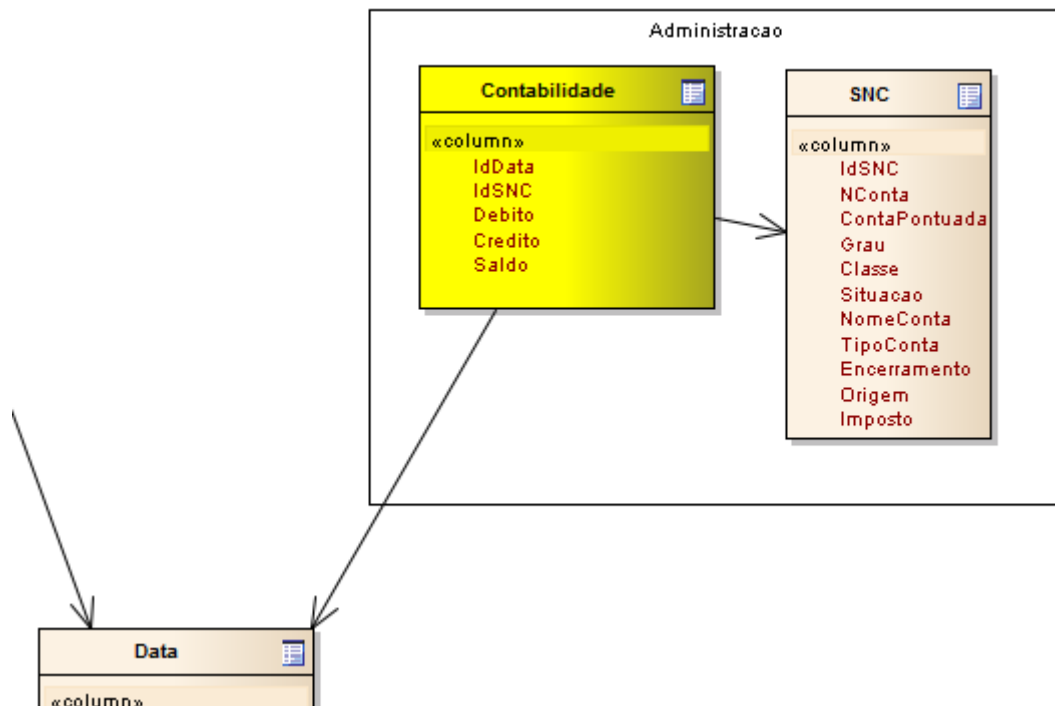 Administracao
Contabilidade
«column»
IdData
IdSNC
Debito
Credito
Saldo
SNC
«column»
IdSNC
NConta
ContaPontuada
Grau
Classe
Situacao
NomeConta
TipoConta
Encerramento
Origem
Imposto
Data
«column»